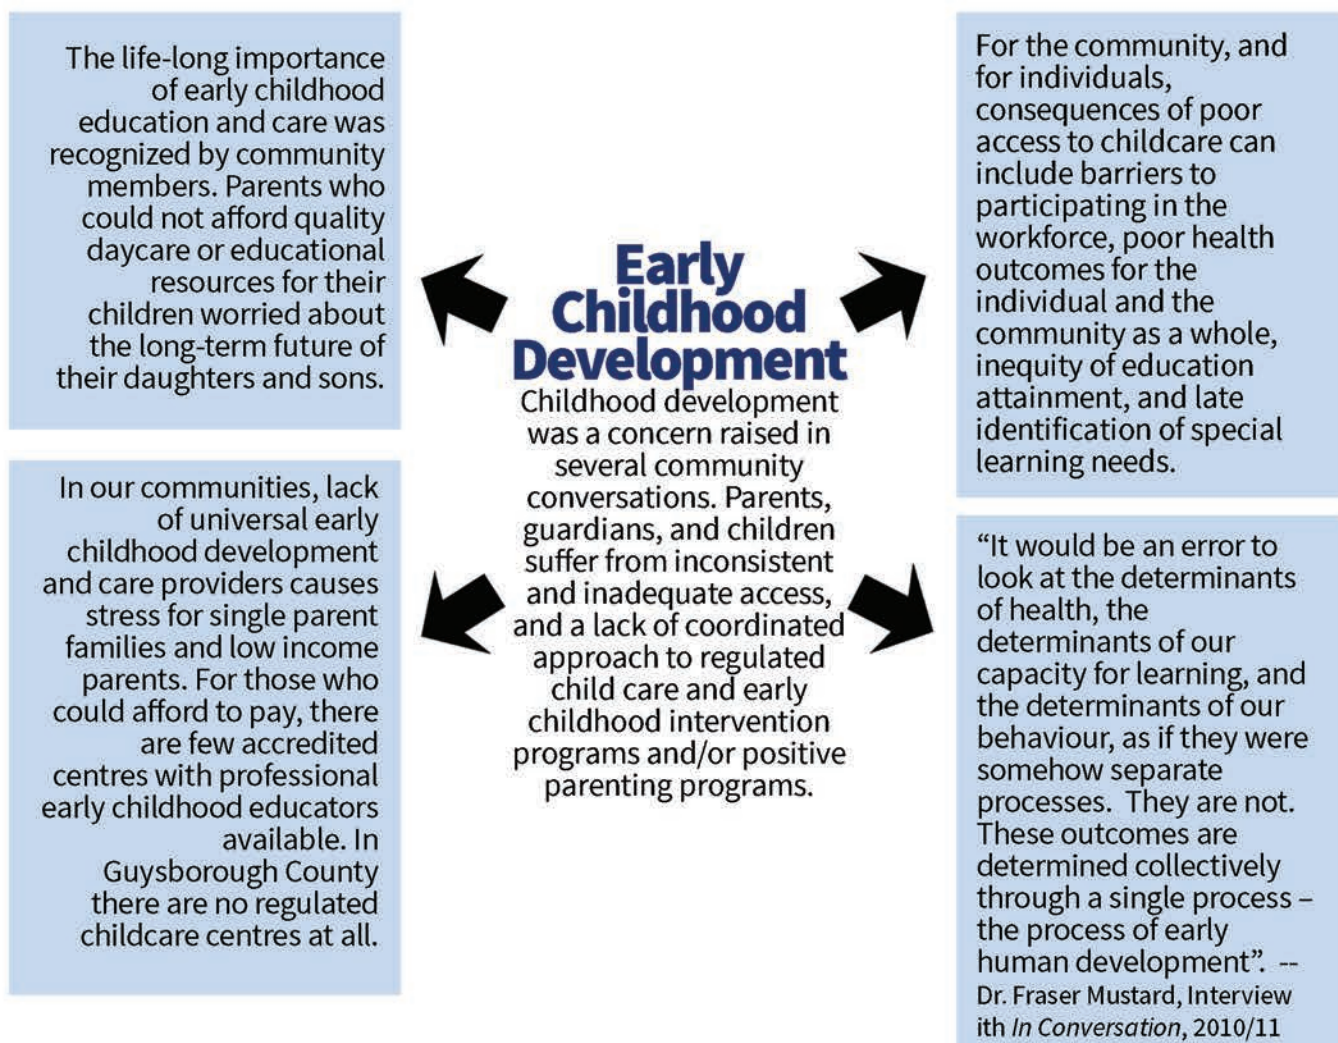 The life-long importance
of early childhood
education and care was
recognized by community
members. Parents who
could not afford quality
daycare or educational
resources for their
children worried about
the long-term future of
their daughters and sons.
In our communities, lack
of universal early
childhood development
and care providers causes
stress for single parent
families and low income
parents. For those who
could afford to pay, there
are few accredited
centres with professional
early childhood educators
available. In
Guysborough County
there are no regulated
childcare centres at all.
Early
Childhood
Development
Childhood development
was a concern raised in
several community
conversations. Parents,
guardians, and children
suffer from inconsistent
and inadequate access,
and a lack of coordinated
approach to regulated
child care and early
childhood intervention
programs and/or positive
parenting programs.
For the community, and
for individuals,
consequences of poor
access to childcare can
include barriers to
participating in the
workforce, poor health
outcomes for the
individual and the
community as a whole,
inequity of education
attainment, and late
identification of special
learning needs.
“It would be an error to
look at the determinants
of health, the
determinants of our
capacity for learning, and
the determinants of our
behaviour, as if they were
somehow separate
processes.  They are not.
These outcomes are
determined collectively
through a single process –
the process of early
human development”.  --
Dr. Fraser Mustard, Interview
ith In Conversation, 2010/11